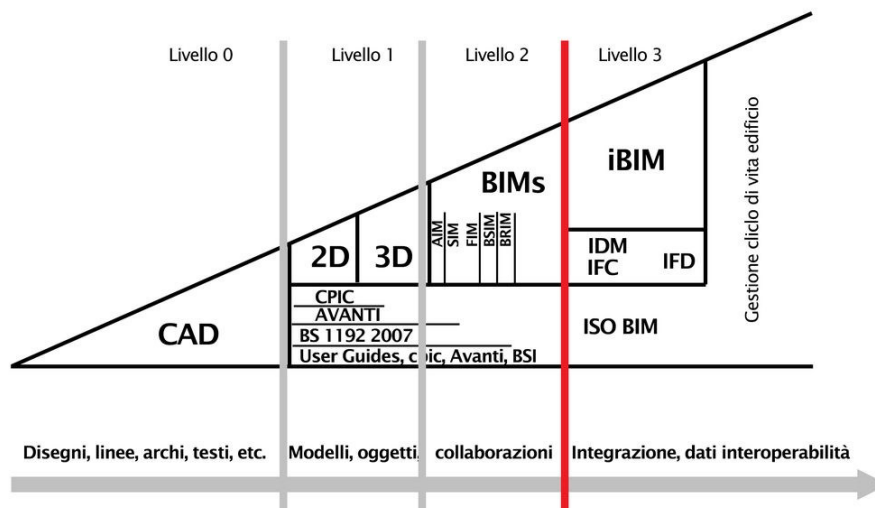 Livello 0
Livello 1
Livello 2
Livello 3
Gestione cliclo di vita edificio
iBIM
BIMs
AIM
SIM
FIM
BSIM
BRIM
2D
3D
IDM
IFC
IFD
CAD
CPIC
AVANTI
BS 1192 2007
User Guides, cpic, Avanti, BSI
ISO BIM
Disegni, linee, archi, testi, etc.
Modelli, oggetti, collaborazioni
Integrazione, dati interoperabilità